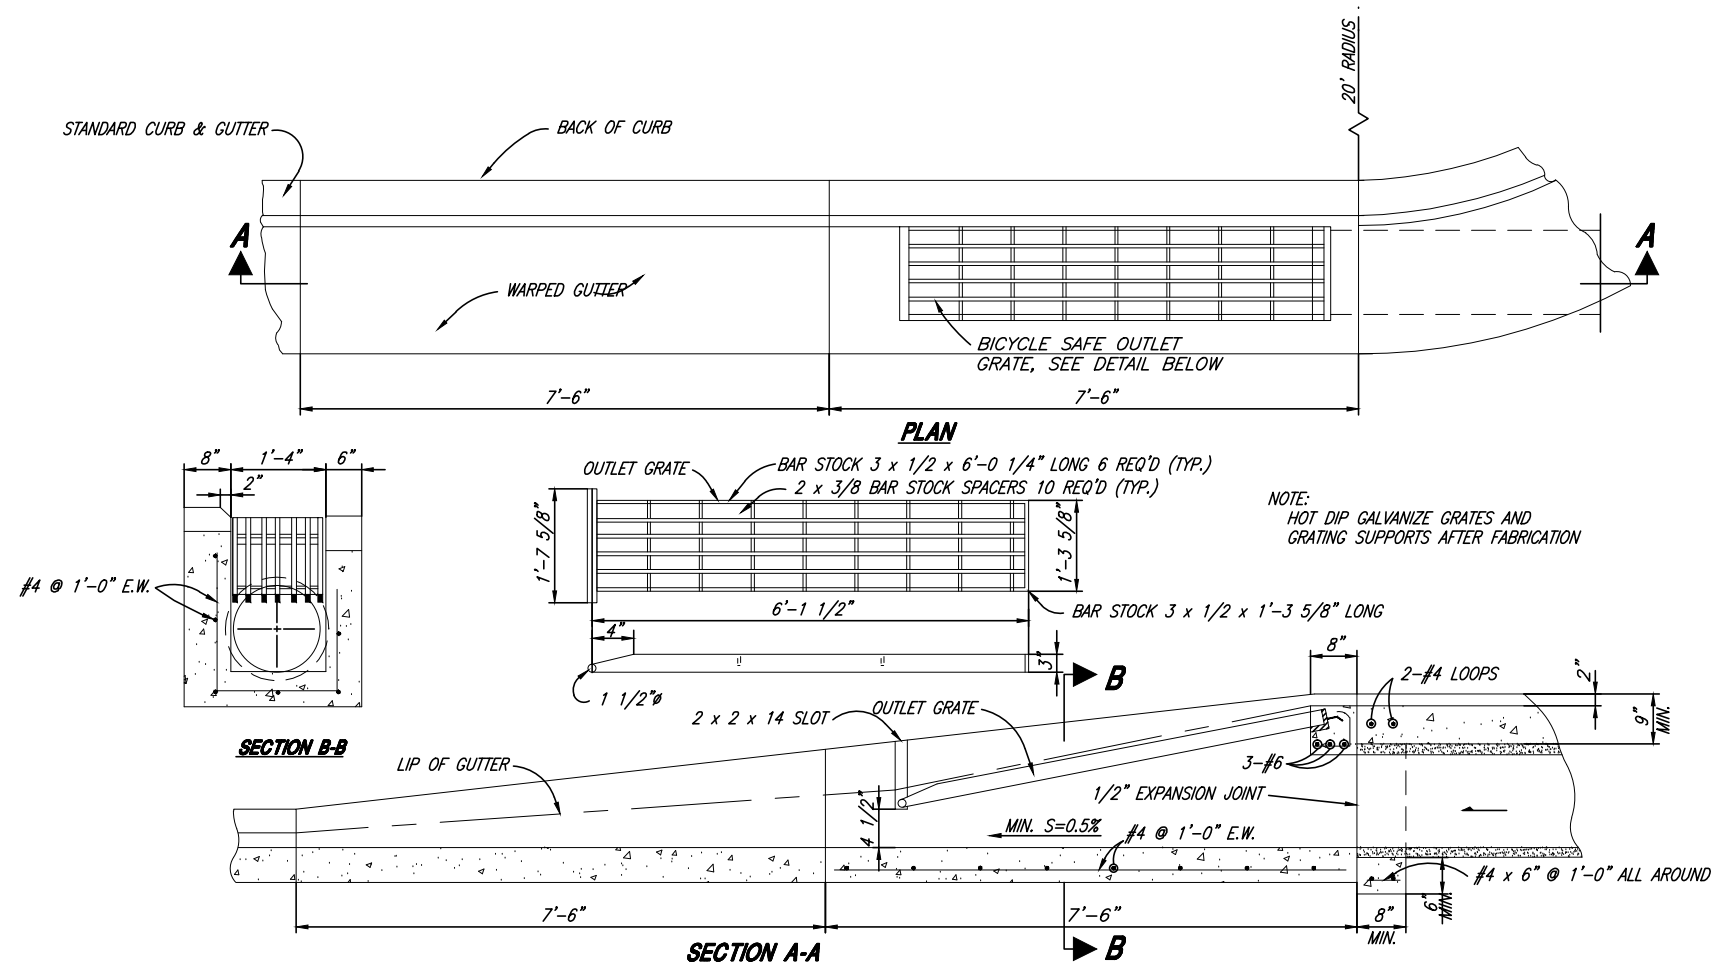 20' RADIUS
STANDARD CURB & GUTTER
BACK OF CURB
A
A
WARPED GUTTER
BICYCLE SAFE OUTLET
GRATE, SEE DETAIL BELOW
7'-6"
7'-6"
PLAN
8"
1'-4"
6"
2"
#4 @ 1'-0" E.W.
SECTION B-B
OUTLET GRATE
BAR STOCK 3 x 1/2 x 6'-0 1/4" LONG 6 REQ'D (TYP.)
2 x 3/8 BAR STOCK SPACERS 10 REQ'D (TYP.)
1'-7 5/8"
1'-3 5/8"
6'-1 1/2"
BAR STOCK 3 x 1/2 x 1'-3 5/8" LONG
4"
3"
1 1/2"ø
NOTE:
HOT DIP GALVANIZE GRATES AND
GRATING SUPPORTS AFTER FABRICATION
B
8"
2-#4 LOOPS
2"
9"
MIN.
2 x 2 x 14 SLOT
OUTLET GRATE
LIP OF GUTTER
3-#6
1/2" EXPANSION JOINT
4 1/2"
MIN. S=0.5%
#4 @ 1'-0" E.W.
#4 x 6" @ 1'-0" ALL AROUND
6"
MIN.
7'-6"
7'-6"
8"
MIN.
B
SECTION A-A